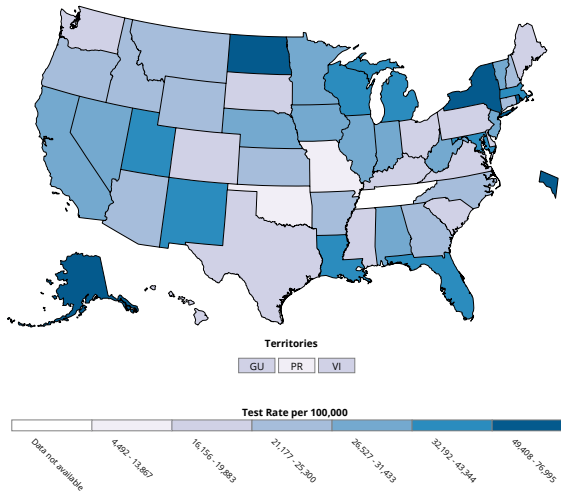 Territories
GU PR VI
Test Rate per 100,000
Data not available
4,492 - 13,867
16,156 - 19,883
21,177 - 25,300
26,527 - 31,433
32,192 - 43,344
49,408 - 76,995